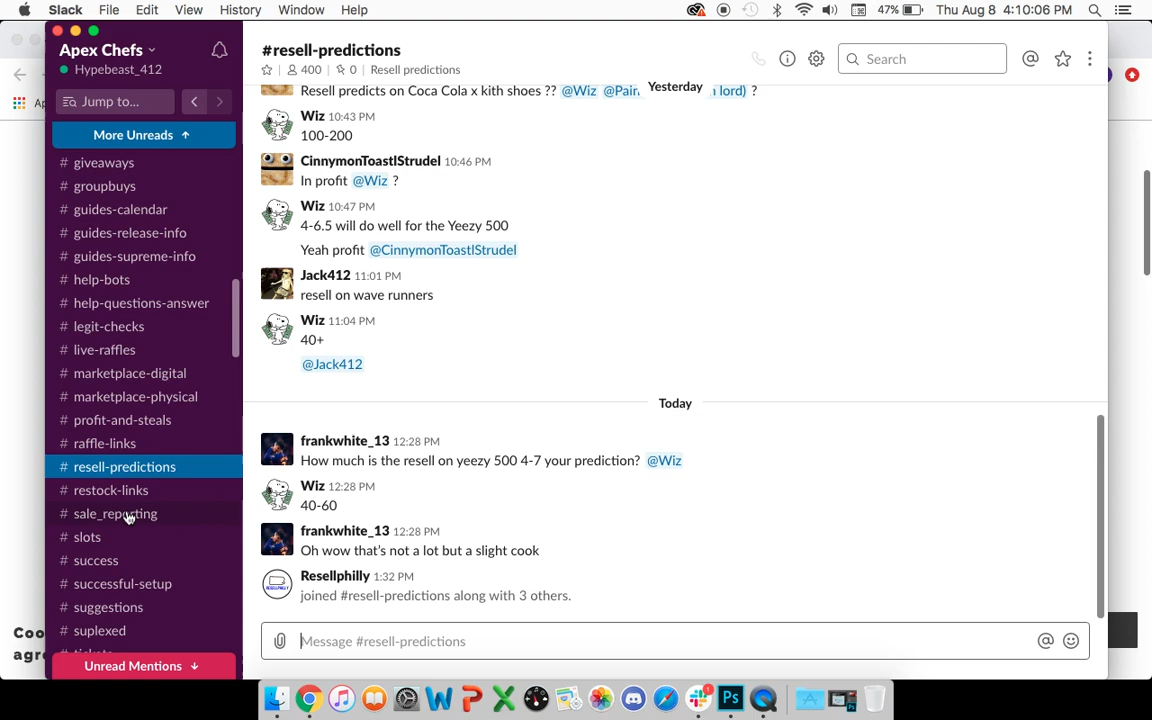 Slack File Edit View History Window Help 47% Thu Aug 8 4:10:06 PM
Apex Chefs
Hypebeast_412
Jump to...
More Unreads ↑
# giveaways
# groupbuys
# guides-calendar
# guides-release-info
# guides-supreme-info
# help-bots
# help-questions-answer
# legit-checks
# live-raffles
# marketplace-digital
# marketplace-physical
# profit-and-steals
# raffle-links
# resell-predictions
# restock-links
# sale_reporting
# slots
# success
# successful-setup
# suggestions
# suplexed
# tickets
Unread Mentions ↓
#resell-predictions
400 | 0 | Resell predictions
Search
Yesterday
Resell predicts on Coca Cola x kith shoes ?? @Wiz lord) ?
Wiz 10:43 PM
100-200
CinnymonToastlStrudel 10:46 PM
In profit @Wiz ?
Wiz 10:47 PM
4-6.5 will do well for the Yeezy 500
Yeah profit @CinnymonToastlStrudel
Jack412 11:01 PM
resell on wave runners
Wiz 11:04 PM
40+
@Jack412
Today
frankwhite_13 12:28 PM
How much is the resell on yeezy 500 4-7 your prediction? @Wiz
Wiz 12:28 PM
40-60
frankwhite_13 12:28 PM
Oh wow that's not a lot but a slight cook
Resellphilly 1:32 PM
joined #resell-predictions along with 3 others.
Message #resell-predictions
Coo
agr